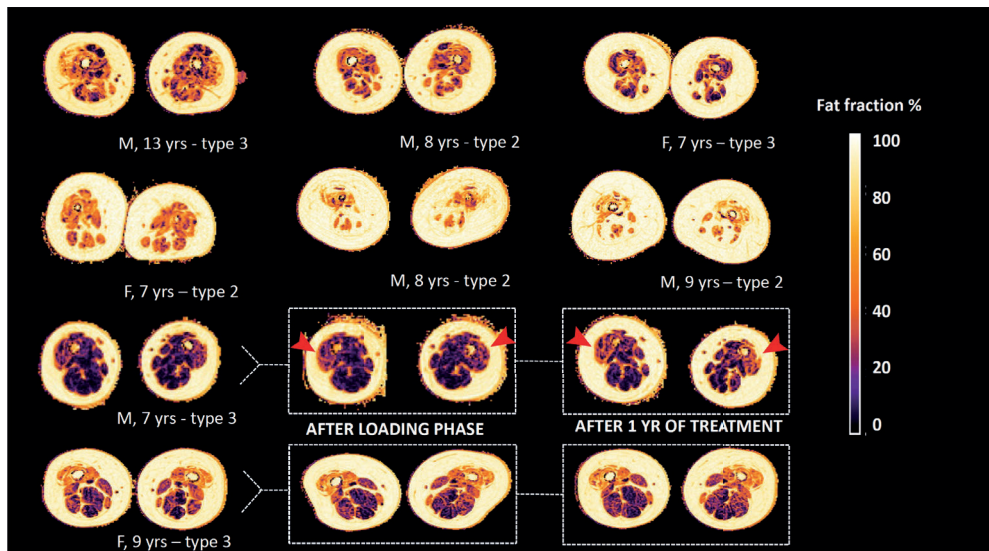 Fat fraction %
100
80
60
40
20
0
M, 13 yrs - type 3
M, 8 yrs - type 2
F, 7 yrs – type 3
F, 7 yrs – type 2
M, 8 yrs - type 2
M, 9 yrs – type 2
M, 7 yrs - type 3
AFTER LOADING PHASE
AFTER 1 YR OF TREATMENT
F, 9 yrs – type 3